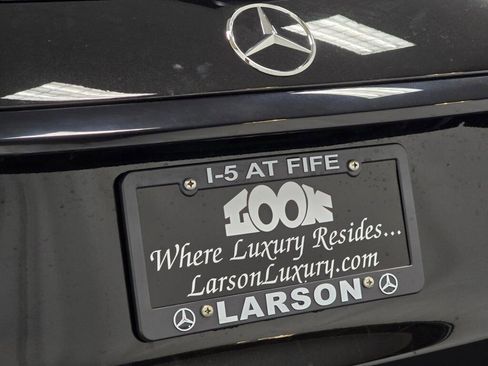 I-5 AT FIFE
LOOK
Where Luxury Resides...
LarsonLuxury.com
LARSON